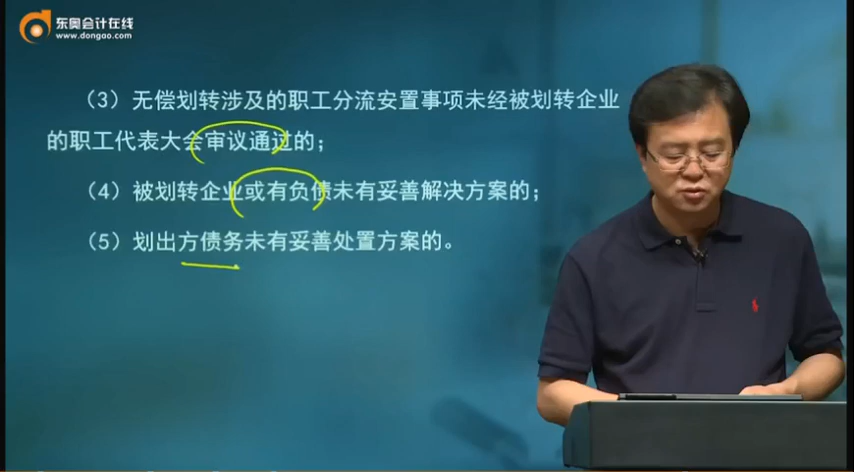 东奥会计在线
www.dongao.com
（3）无偿划转涉及的职工分流安置事项未经被划转企业
的职工代表大会审议通过的；
（4）被划转企业或有负债未有妥善解决方案的；
（5）划出方债务未有妥善处置方案的。